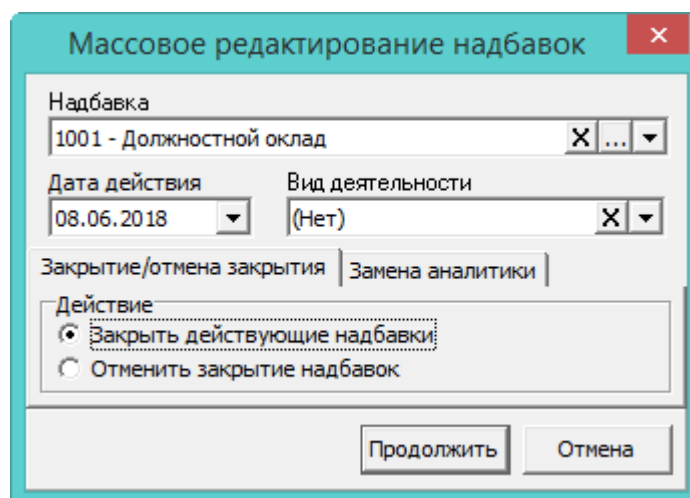 Массовое редактирование надбавок
Надбавка
1001 - Должностной оклад
X ...
Дата действия Вид деятельности
08.06.2018 (Нет) X
Закрытие/отмена закрытия Замена аналитики
Действие
Закрыть действующие надбавки
Отменить закрытие надбавок
Продолжить Отмена